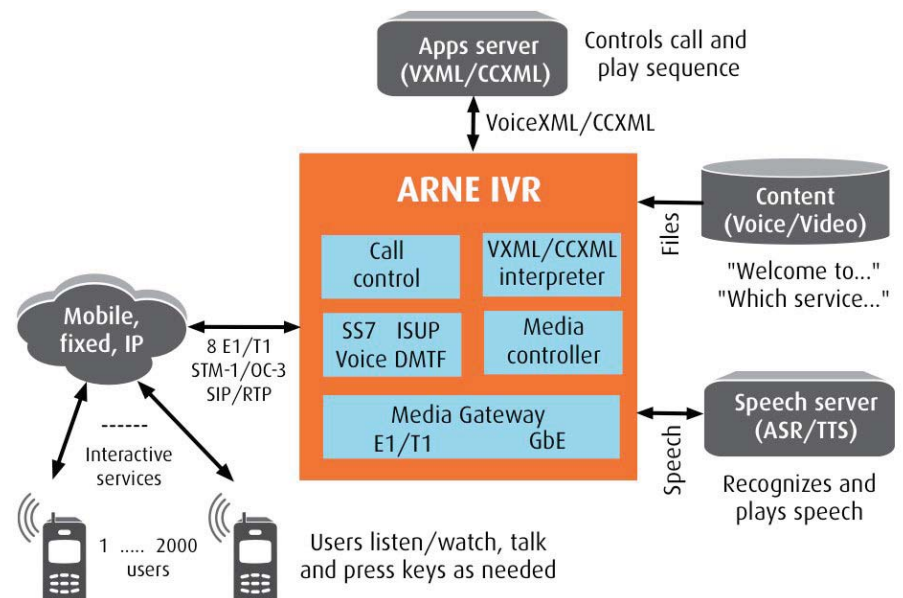 Apps server
(VXML/CCXML)
Controls call and
play sequence
VoiceXML/CCXML
ARNE IVR
Call
control
VXML/CCXML
interpreter
SS7 ISUP
Voice DMTF
Media
controller
Media Gateway
E1/T1 GbE
Files
Content
(Voice/Video)
"Welcome to..."
"Which service..."
Mobile,
fixed, IP
8 E1/T1
STM-1/OC-3
SIP/RTP
Speech
Speech server
(ASR/TTS)
Recognizes and
plays speech
------
Interactive
services
1 ..... 2000
users
Users listen/watch, talk
and press keys as needed